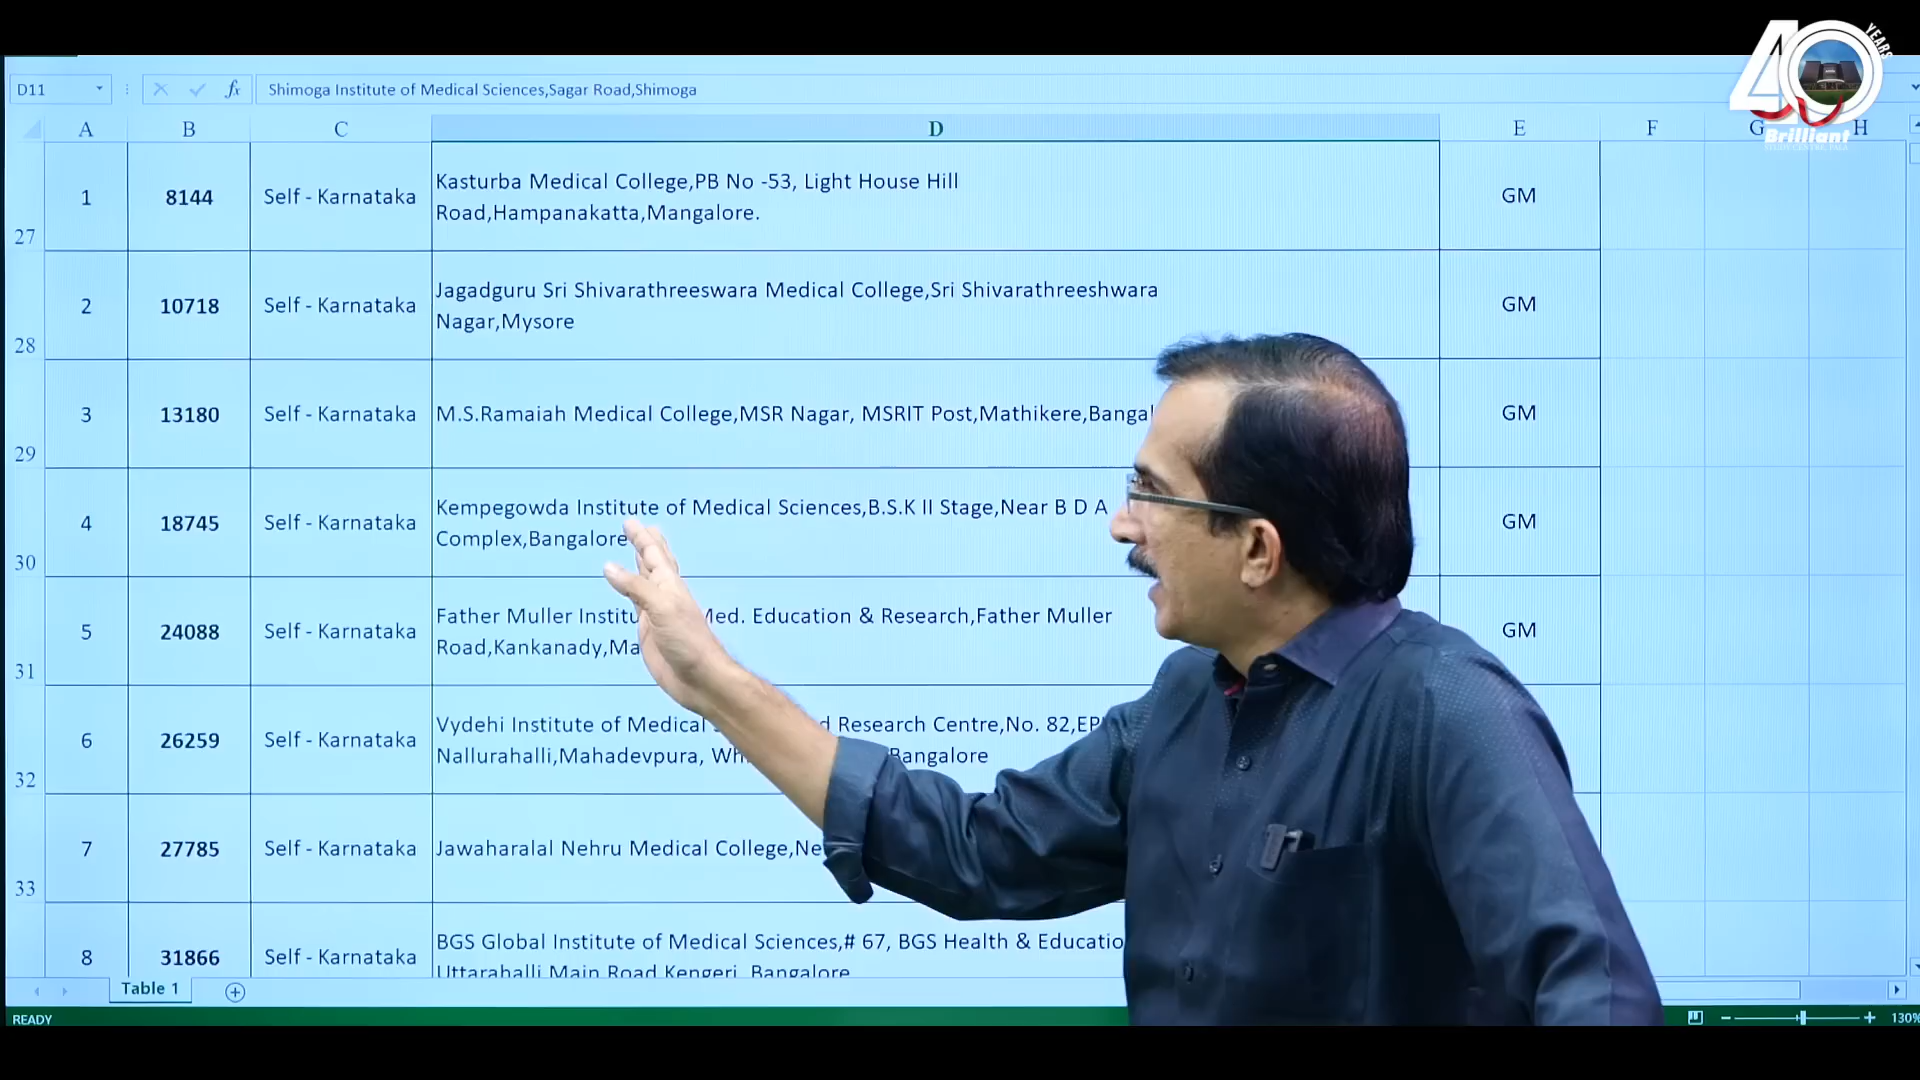 40 YEARS
Brilliant
STUDY CENTRE, PALA
D11 fx Shimoga Institute of Medical Sciences,Sagar Road,Shimoga
A B C D E F G H
27 1 8144 Self - Karnataka Kasturba Medical College,PB No -53, Light House Hill
Road,Hampanakatta,Mangalore. GM
28 2 10718 Self - Karnataka Jagadguru Sri Shivarathreeswara Medical College,Sri Shivarathreeshwara
Nagar,Mysore GM
29 3 13180 Self - Karnataka M.S.Ramaiah Medical College,MSR Nagar, MSRIT Post,Mathikere, GM
30 4 18745 Self - Karnataka Kempegowda Institute of Medical Sciences,B.S.K II Stage,Near B D A
Complex,Bangalore GM
31 5 24088 Self - Karnataka Father Muller Med. Education & Research,Father Muller
Road,Kankanady, GM
32 6 26259 Self - Karnataka Vydehi Institute of Medical Research Centre,No. 82,
Nallurahalli,Mahadevpura, Bangalore
33 7 27785 Self - Karnataka Jawaharalal Nehru Medical College,
8 31866 Self - Karnataka BGS Global Institute of Medical Sciences,# 67, BGS Health &
Uttarahalli Main Road Kengeri, Bangalore
Table 1
READY 130%